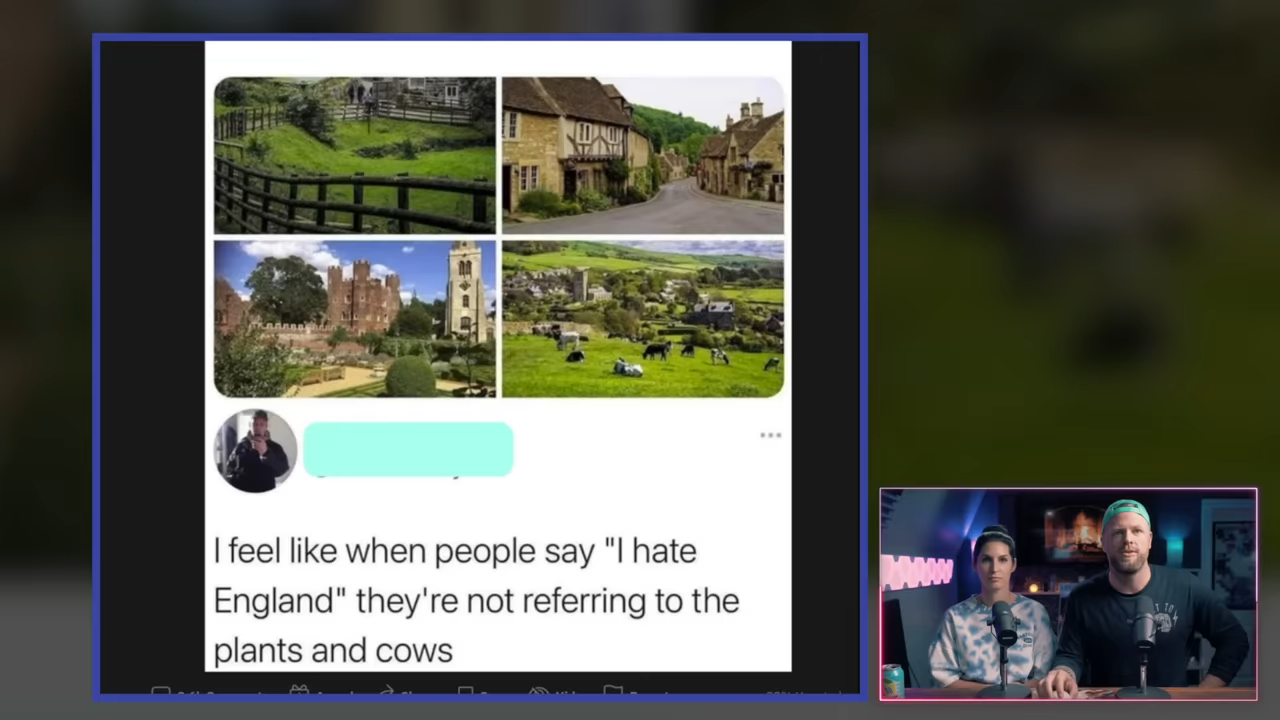 I feel like when people say "I hate
England" they're not referring to the
plants and cows